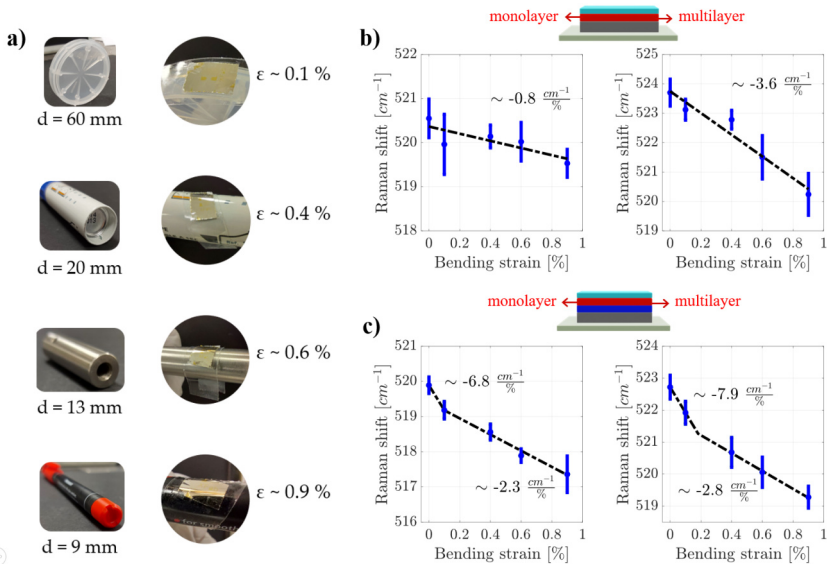 a)
d = 60 mm
ε ~ 0.1 %
d = 20 mm
ε ~ 0.4 %
d = 13 mm
ε ~ 0.6 %
d = 9 mm
ε ~ 0.9 %
b)
monolayer
multilayer
522
521
520
519
518
Raman shift [cm⁻¹]
~ -0.8 cm⁻¹/%
0 0.2 0.4 0.6 0.8 1
Bending strain [%]
525
524
523
522
521
520
519
518
Raman shift [cm⁻¹]
~ -3.6 cm⁻¹/%
0 0.2 0.4 0.6 0.8 1
Bending strain [%]
c)
monolayer
multilayer
521
520
519
518
517
516
Raman shift [cm⁻¹]
~ -6.8 cm⁻¹/%
~ -2.3 cm⁻¹/%
0 0.2 0.4 0.6 0.8 1
Bending strain [%]
524
523
522
521
520
519
Raman shift [cm⁻¹]
~ -7.9 cm⁻¹/%
~ -2.8 cm⁻¹/%
0 0.2 0.4 0.6 0.8 1
Bending strain [%]